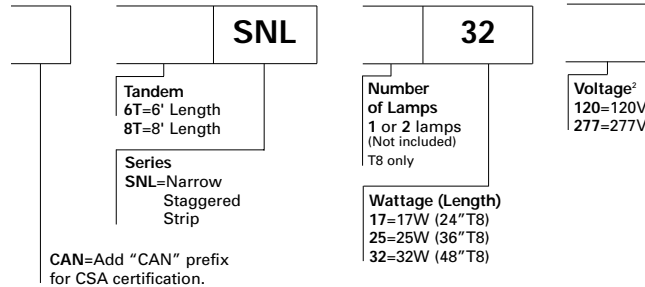 SNL
32
Tandem
6T=6' Length
8T=8' Length
Series
SNL=Narrow
Staggered
Strip
CAN=Add “CAN” prefix
for CSA certification.
Number
of Lamps
1 or 2 lamps
(Not included)
T8 only
Wattage (Length)
17=17W (24”T8)
25=25W (36”T8)
32=32W (48”T8)
Voltage²
120=120V
277=277V